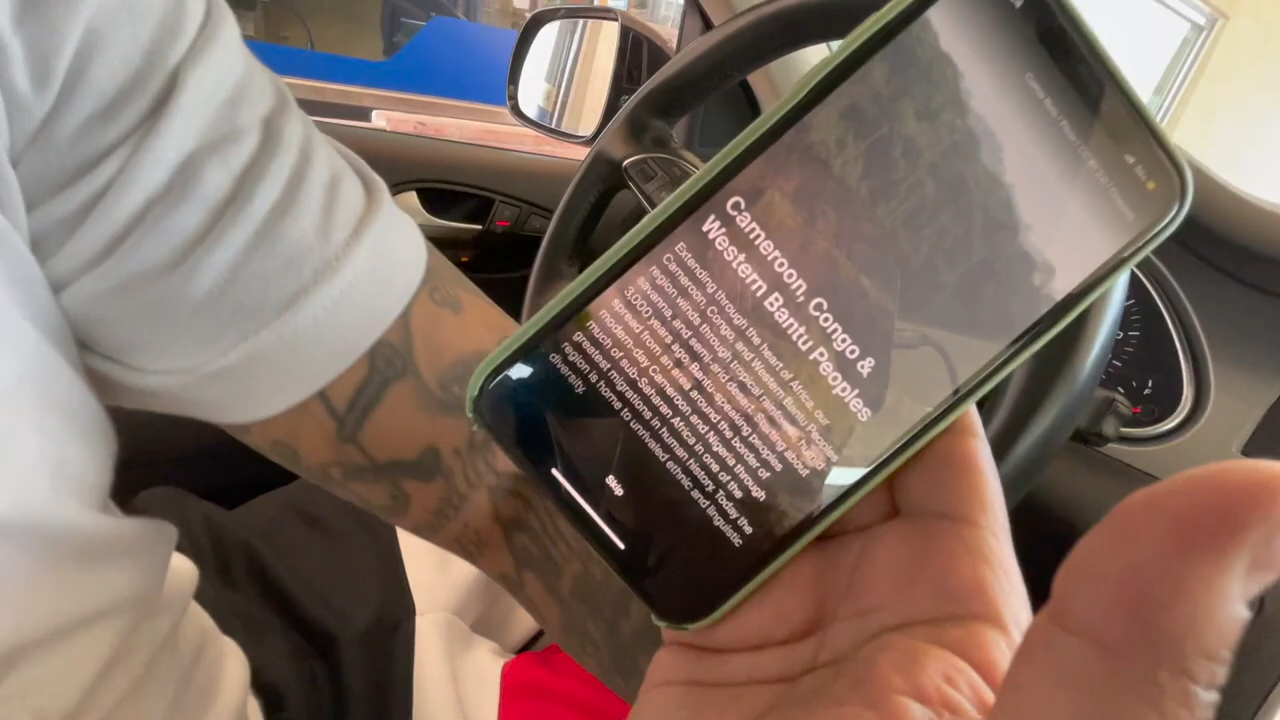 Cameroon, Congo &
Western Bantu Peoples
Extending through the heart of Africa, our
Cameroon, Congo, and Western Bantu Peoples
region winds through tropical rainforest, humid
savanna, and semi-arid desert. Starting about
3,000 years ago, Bantu-speaking peoples
spread from an area around the border of
modern-day Cameroon and Nigeria through
much of sub-Saharan Africa in one of the
greatest migrations in human history. Today the
region is home to unrivaled ethnic and linguistic
diversity.
Skip